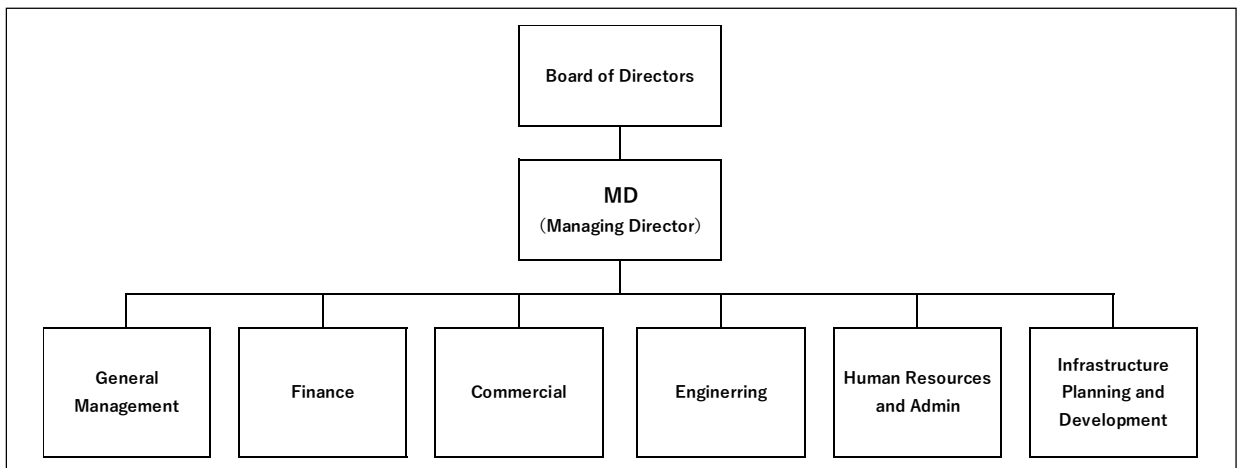 Board of Directors
MD
（Managing Director）
General
Management
Finance
Commercial
Enginerring
Human Resources
and Admin
Infrastructure
Planning and
Development